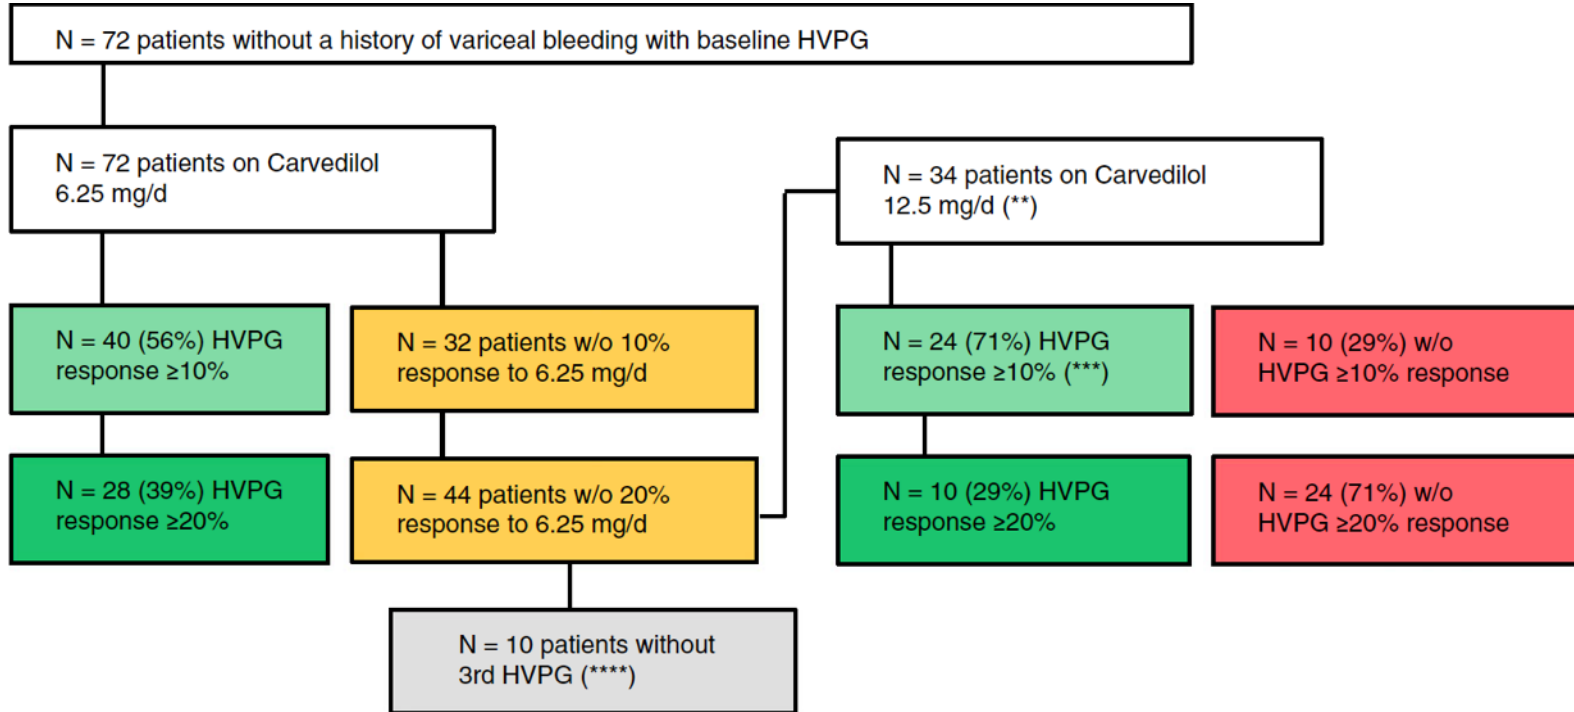 N = 72 patients without a history of variceal bleeding with baseline HVPG
N = 72 patients on Carvedilol
6.25 mg/d
N = 34 patients on Carvedilol
12.5 mg/d (**)
N = 40 (56%) HVPG
response ≥10%
N = 32 patients w/o 10%
response to 6.25 mg/d
N = 24 (71%) HVPG
response ≥10% (***)
N = 10 (29%) w/o
HVPG ≥10% response
N = 28 (39%) HVPG
response ≥20%
N = 44 patients w/o 20%
response to 6.25 mg/d
N = 10 (29%) HVPG
response ≥20%
N = 24 (71%) w/o
HVPG ≥20% response
N = 10 patients without
3rd HVPG (****)